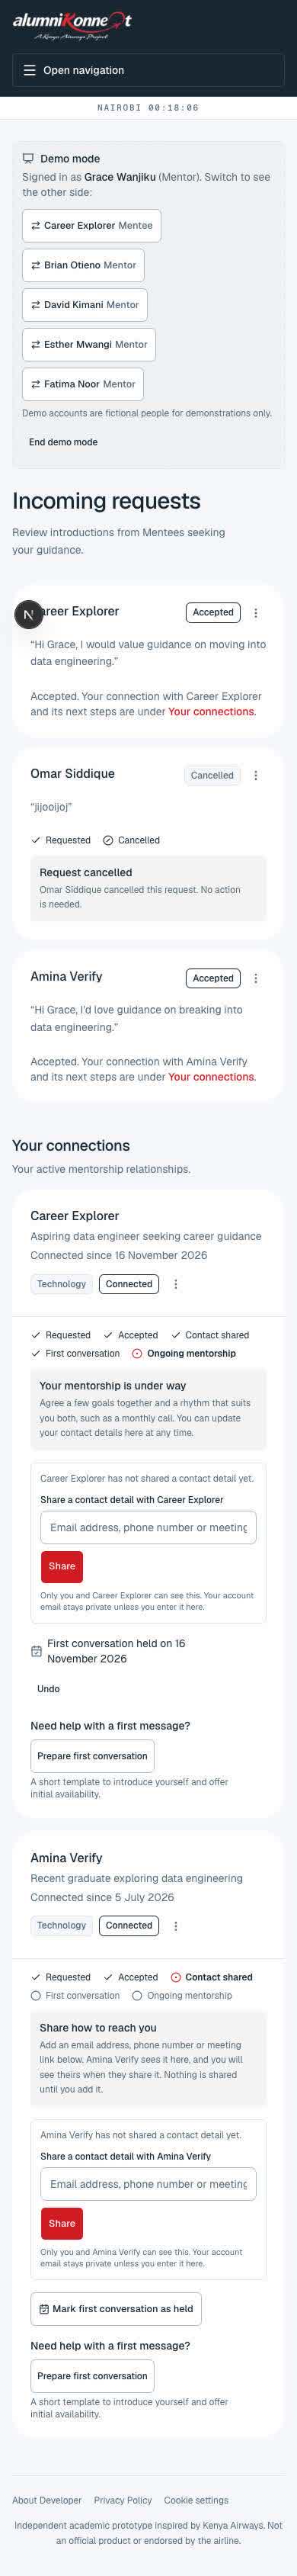 alumniKonnect
A Kenya Airways Project
Open navigation
NAIROBI 00:18:06
Demo mode
Signed in as Grace Wanjiku (Mentor). Switch to see
the other side:
Career Explorer Mentee
Brian Otieno Mentor
David Kimani Mentor
Esther Mwangi Mentor
Fatima Noor Mentor
Demo accounts are fictional people for demonstrations only.
End demo mode
Incoming requests
Review introductions from Mentees seeking
your guidance.
N
areer Explorer
Accepted
“Hi Grace, I would value guidance on moving into
data engineering.”
Accepted. Your connection with Career Explorer
and its next steps are under Your connections.
Omar Siddique
Cancelled
“jijooijoj”
Requested
Cancelled
Request cancelled
Omar Siddique cancelled this request. No action
is needed.
Amina Verify
Accepted
“Hi Grace, I'd love guidance on breaking into
data engineering.”
Accepted. Your connection with Amina Verify
and its next steps are under Your connections.
Your connections
Your active mentorship relationships.
Career Explorer
Aspiring data engineer seeking career guidance
Connected since 16 November 2026
Technology
Connected
Requested
Accepted
Contact shared
First conversation
Ongoing mentorship
Your mentorship is under way
Agree a few goals together and a rhythm that suits
you both, such as a monthly call. You can update
your contact details here at any time.
Career Explorer has not shared a contact detail yet.
Share a contact detail with Career Explorer
Email address, phone number or meeting
Share
Only you and Career Explorer can see this. Your account
email stays private unless you enter it here.
First conversation held on 16
November 2026
Undo
Need help with a first message?
Prepare first conversation
A short template to introduce yourself and offer
initial availability.
Amina Verify
Recent graduate exploring data engineering
Connected since 5 July 2026
Technology
Connected
Requested
Accepted
Contact shared
First conversation
Ongoing mentorship
Share how to reach you
Add an email address, phone number or meeting
link below. Amina Verify sees it here, and you will
see theirs when they share it. Nothing is shared
until you add it.
Amina Verify has not shared a contact detail yet.
Share a contact detail with Amina Verify
Email address, phone number or meeting
Share
Only you and Amina Verify can see this. Your account
email stays private unless you enter it here.
Mark first conversation as held
Need help with a first message?
Prepare first conversation
A short template to introduce yourself and offer
initial availability.
About Developer
Privacy Policy
Cookie settings
Independent academic prototype inspired by Kenya Airways. Not
an official product or endorsed by the airline.